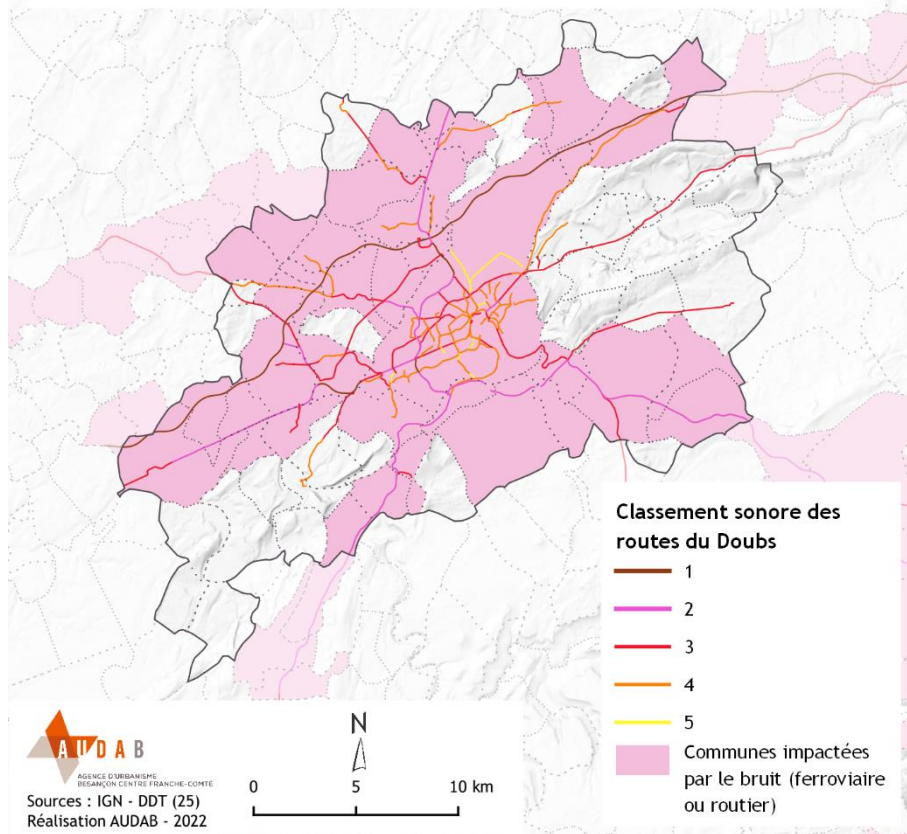 Classement sonore des
routes du Doubs
1
2
3
4
5
Communes impactées
par le bruit (ferroviaire
ou routier)
AUDAB
AGENCE D'URBANISME
BESANÇON CENTRE FRANCHE-COMTÉ
Sources : IGN - DDT (25)
Réalisation AUDAB - 2022
N
0 5 10 km